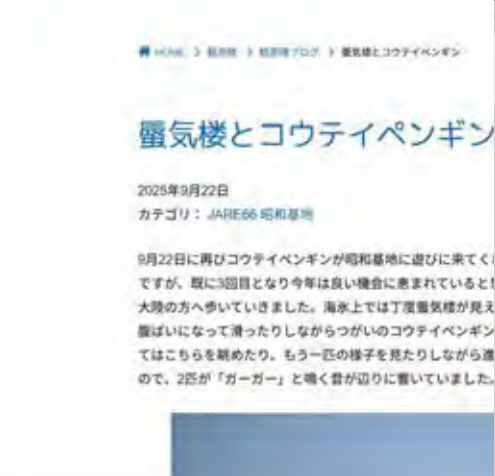 HOME > 観測隊 > 観測隊ブログ > 蜃気楼とコウテイペンギン
蜃気楼とコウテイペンギン
2025年9月22日
カテゴリ： JARE66 昭和基地
9月22日に再びコウテイペンギンが昭和基地に遊びに来てく
ですが、既に3回目となり今年は良い機会に恵まれていると
大陸の方へ歩いていきました。海氷上では丁度蜃気楼が見え
腹ばいになって滑ったりしながらつがいのコウテイペンギン
てはこちらを眺めたり、もう一匹の様子を見たりしながら進
ので、2匹が「ガーガー」と鳴く音が辺りに響いていました。